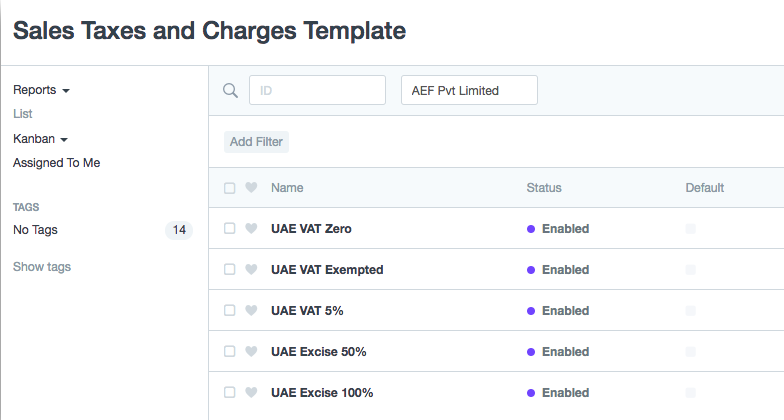 Sales Taxes and Charges Template
Reports
List
Kanban
Assigned To Me
TAGS
No Tags 14
Show tags
ID AEF Pvt Limited
Add Filter
Name Status Default
UAE VAT Zero Enabled
UAE VAT Exempted Enabled
UAE VAT 5% Enabled
UAE Excise 50% Enabled
UAE Excise 100% Enabled